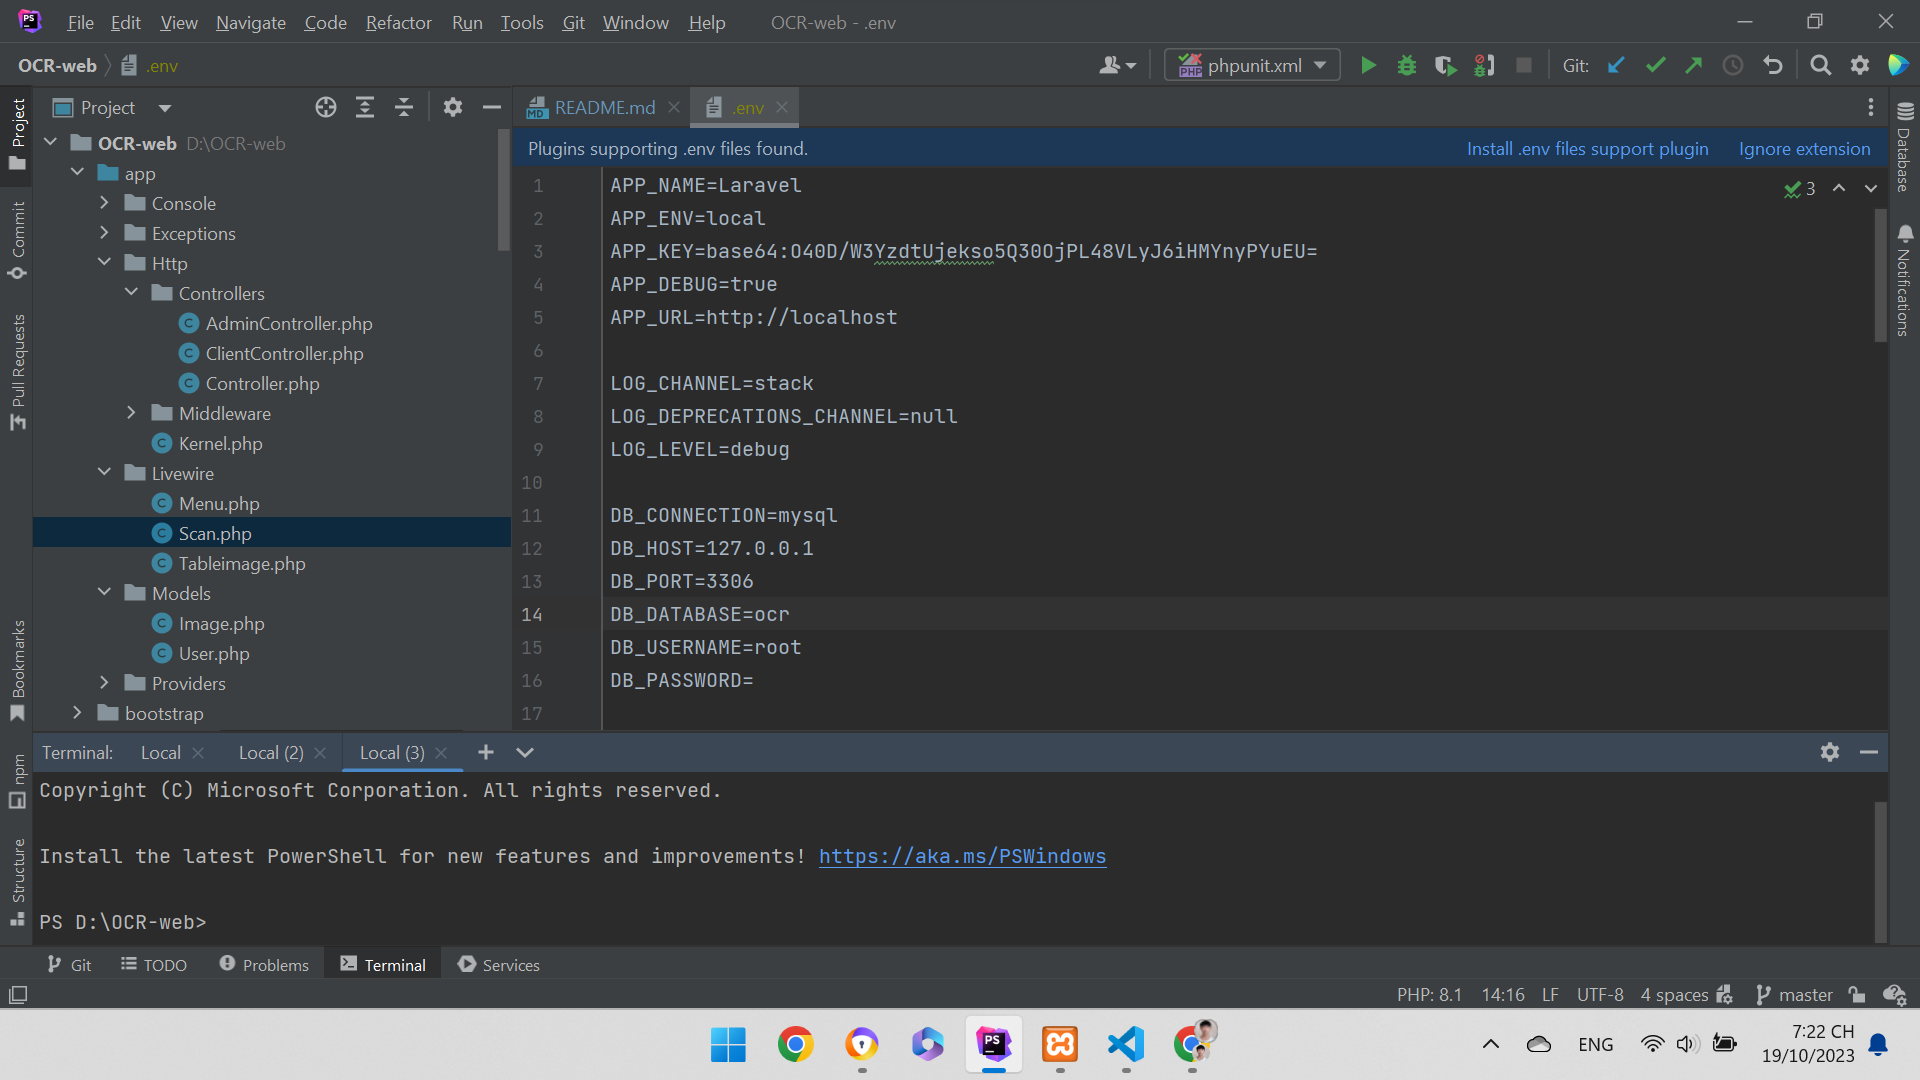 File Edit View Navigate Code Refactor Run Tools Git Window Help OCR-web - .env
OCR-web .env phpunit.xml Git:
Project README.md .env
OCR-web D:\OCR-web
Plugins supporting .env files found. Install .env files support plugin Ignore extension
app
Console
Exceptions
Http
Controllers
AdminController.php
ClientController.php
Controller.php
Middleware
Kernel.php
Livewire
Menu.php
Scan.php
Tableimage.php
Models
Image.php
User.php
Providers
bootstrap
1 APP_NAME=Laravel
2 APP_ENV=local
3 APP_KEY=base64:O40D/W3YzdtUjekso5Q30OjPL48VLyJ6iHMYnyPYuEU=
4 APP_DEBUG=true
5 APP_URL=http://localhost
6
7 LOG_CHANNEL=stack
8 LOG_DEPRECATIONS_CHANNEL=null
9 LOG_LEVEL=debug
10
11 DB_CONNECTION=mysql
12 DB_HOST=127.0.0.1
13 DB_PORT=3306
14 DB_DATABASE=ocr
15 DB_USERNAME=root
16 DB_PASSWORD=
17
3
Project
Commit
Pull Requests
Bookmarks
npm
Structure
Database
Notifications
Terminal: Local Local (2) Local (3)
Copyright (C) Microsoft Corporation. All rights reserved.
Install the latest PowerShell for new features and improvements! https://aka.ms/PSWindows
PS D:\OCR-web>
Git TODO Problems Terminal Services
PHP: 8.1 14:16 LF UTF-8 4 spaces master
ENG 7:22 CH
19/10/2023